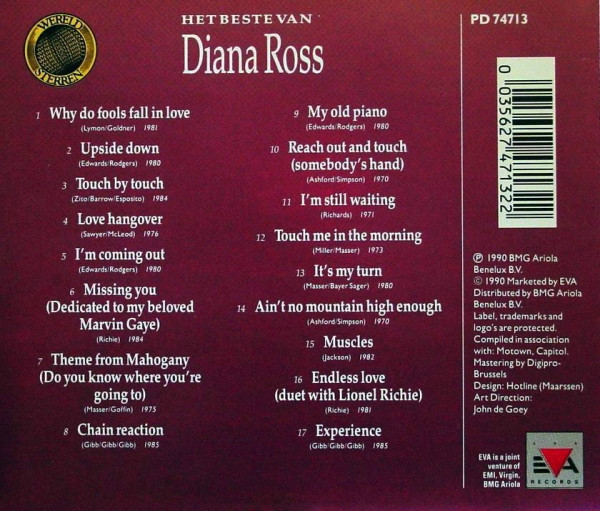 WERELD
STERREN
HET BESTE VAN
Diana Ross
1 Why do fools fall in love
(Lymon/Goldner) 1981
2 Upside down
(Edwards/Rodgers) 1980
3 Touch by touch
(Zito/Barrow/Esposito) 1984
4 Love hangover
(Sawyer/McLeod) 1976
5 I'm coming out
(Edwards/Rodgers) 1980
6 Missing you
(Dedicated to my beloved
Marvin Gaye)
(Richie) 1984
7 Theme from Mahogany
(Do you know where you're
going to)
(Masser/Goffin) 1975
8 Chain reaction
(Gibb/Gibb/Gibb) 1985
9 My old piano
(Edwards/Rodgers) 1980
10 Reach out and touch
(somebody's hand)
(Ashford/Simpson) 1970
11 I'm still waiting
(Richards) 1971
12 Touch me in the morning
(Miller/Masser) 1973
13 It's my turn
(Masser/Bayer Sager) 1980
14 Ain't no mountain high enough
(Ashford/Simpson) 1970
15 Muscles
(Jackson) 1982
16 Endless love
(duet with Lionel Richie)
(Richie) 1981
17 Experience
(Gibb/Gibb/Gibb) 1985
PD 74713
0 035627 471322
℗ 1990 BMG Ariola
Benelux B.V.
© 1990 Marketed by EVA
Distributed by BMG Ariola
Benelux B.V.
Label, trademarks and
logo's are protected.
Compiled in association
with: Motown, Capitol.
Mastering by Digipro-
Brussels
Design: Hotline (Maarssen)
Art Direction:
John de Goey
EVA is a joint
venture of
EMI, Virgin,
BMG Ariola
EVA
RECORDS